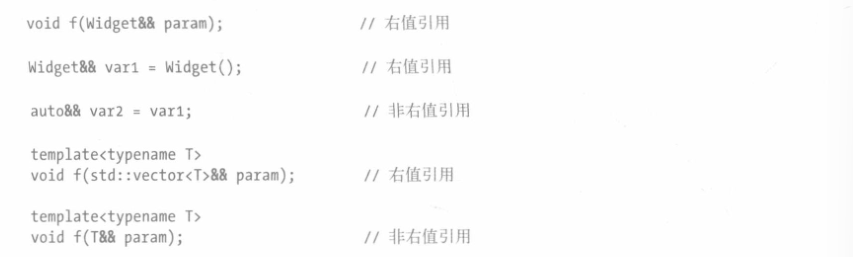 void f(Widget&& param); // 右值引用
Widget&& var1 = Widget(); // 右值引用
auto&& var2 = var1; // 非右值引用
template<typename T>
void f(std::vector<T>&& param); // 右值引用
template<typename T>
void f(T&& param); // 非右值引用